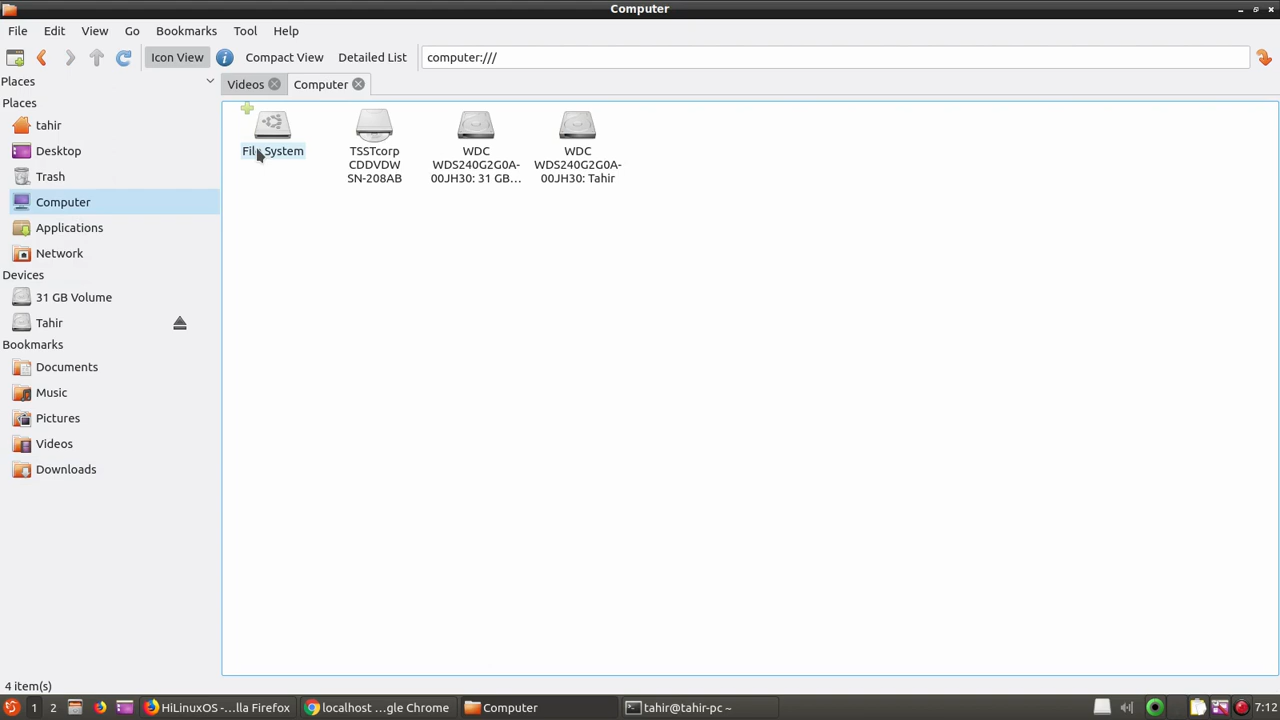 Computer
File Edit View Go Bookmarks Tool Help
Icon View Compact View Detailed List computer:///
Places
Videos Computer
Places
tahir
Desktop
Trash
Computer
Applications
Network
Devices
31 GB Volume
Tahir
Bookmarks
Documents
Music
Pictures
Videos
Downloads
File System
TSSTcorp
CDDVDW
SN-208AB
WDC
WDS240G2G0A-
00JH30: 31 GB...
WDC
WDS240G2G0A-
00JH30: Tahir
4 item(s)
1 2 HiLinuxOS -...lla Firefox localhost ...gle Chrome Computer tahir@tahir-pc ~ 7:12